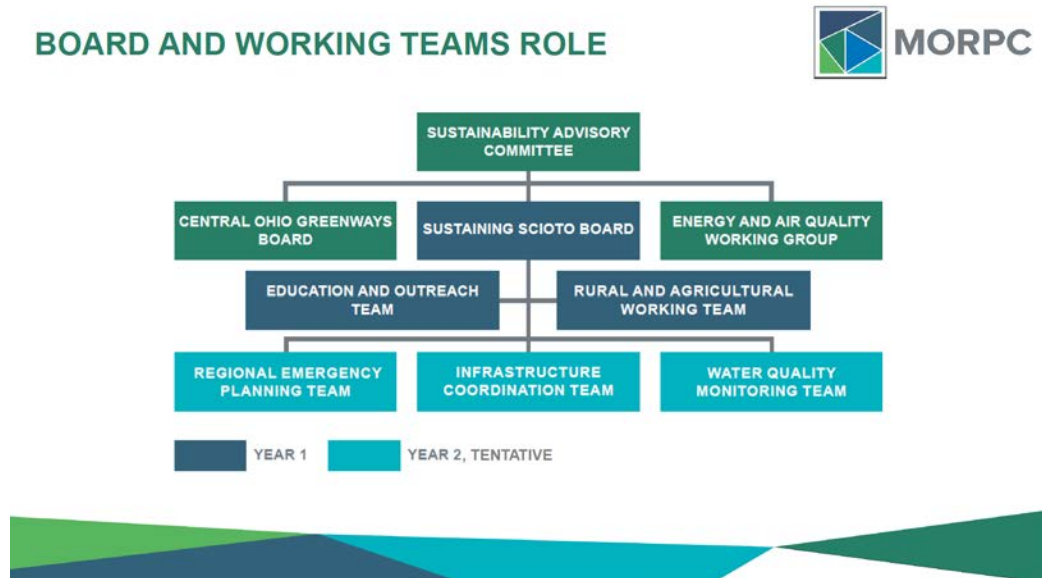 BOARD AND WORKING TEAMS ROLE
MORPC
SUSTAINABILITY ADVISORY
COMMITTEE
CENTRAL OHIO GREENWAYS
BOARD
SUSTAINING SCIOTO BOARD
ENERGY AND AIR QUALITY
WORKING GROUP
EDUCATION AND OUTREACH
TEAM
RURAL AND AGRICULTURAL
WORKING TEAM
REGIONAL EMERGENCY
PLANNING TEAM
INFRASTRUCTURE
COORDINATION TEAM
WATER QUALITY
MONITORING TEAM
YEAR 1
YEAR 2, TENTATIVE